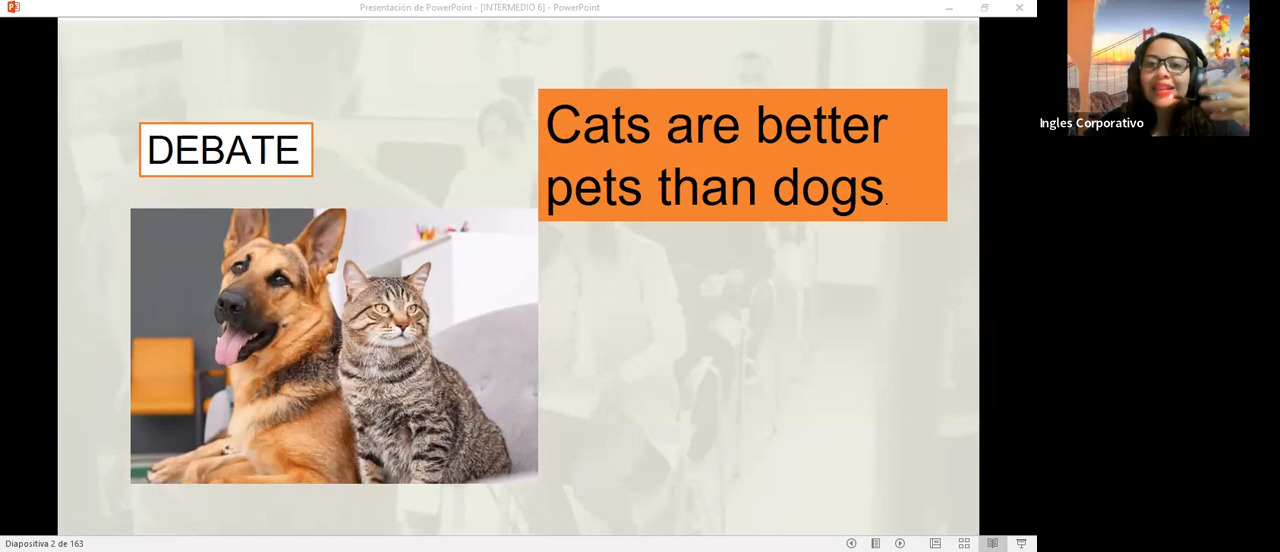 Presentación de PowerPoint - [INTERMEDIO 6] - PowerPoint
DEBATE
Cats are better
pets than dogs.
Ingles Corporativo
Diapositiva 2 de 163